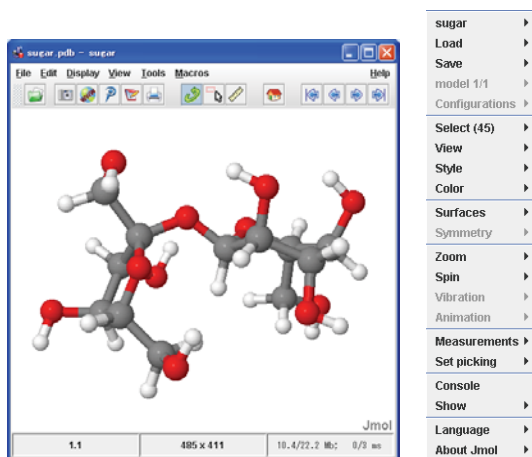 sugar.pdb - sugar
File Edit Display View Tools Macros Help
Jmol
1.1 485 x 411 10.4/22.2 Mb; 0/3 ms
sugar
Load
Save
model 1/1
Configurations
Select (45)
View
Style
Color
Surfaces
Symmetry
Zoom
Spin
Vibration
Animation
Measurements
Set picking
Console
Show
Language
About Jmol